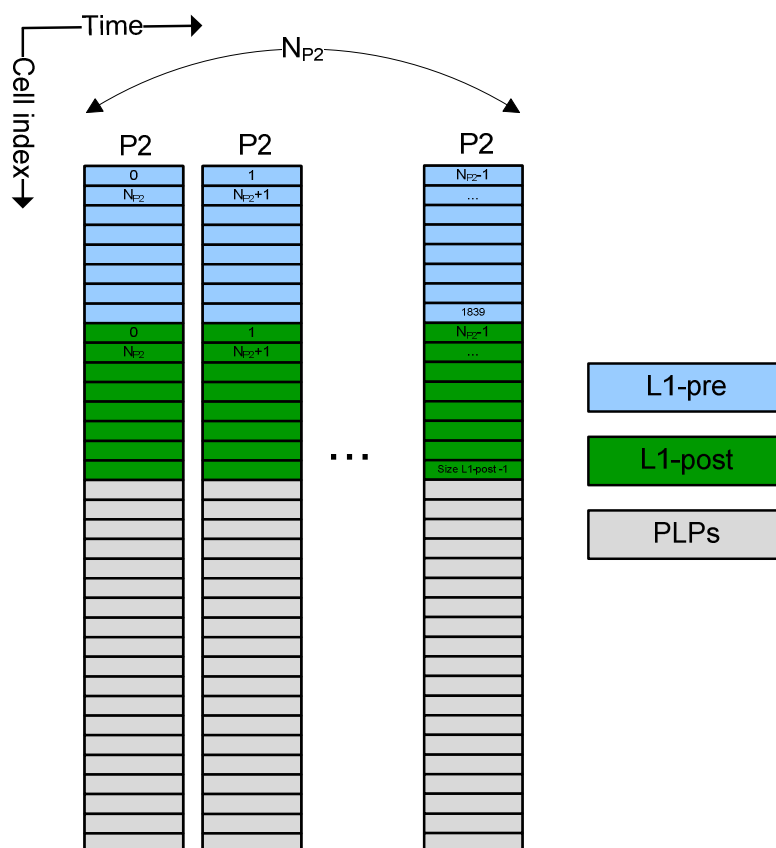 Time
Cell index
NP2
P2 P2 P2
0 1 NP2-1
NP2 NP2+1 ...
1839
0 1 NP2-1
NP2 NP2+1 ...
...
Size L1-post -1
L1-pre
L1-post
PLPs